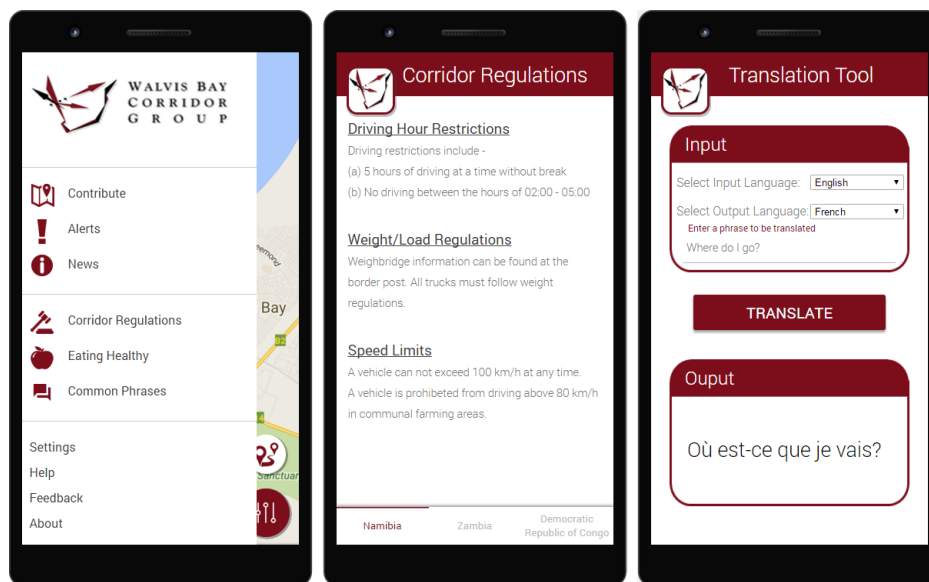 WALVIS BAY
CORRIDOR
GROUP
Contribute
Alerts
News
Corridor Regulations
Eating Healthy
Common Phrases
Settings
Help
Feedback
About
Bay
B2
Sanctuar
Corridor Regulations
Driving Hour Restrictions
Driving restrictions include -
(a) 5 hours of driving at a time without break
(b) No driving between the hours of 02:00 - 05:00
Weight/Load Regulations
Weighbridge information can be found at the
border post. All trucks must follow weight
regulations.
Speed Limits
A vehicle can not exceed 100 km/h at any time.
A vehicle is prohibeted from driving above 80 km/h
in communal farming areas.
Namibia
Zambia
Democratic
Republic of Congo
Translation Tool
Input
Select Input Language: English
Select Output Language: French
Enter a phrase to be translated
Where do I go?
TRANSLATE
Ouput
Où est-ce que je vais?